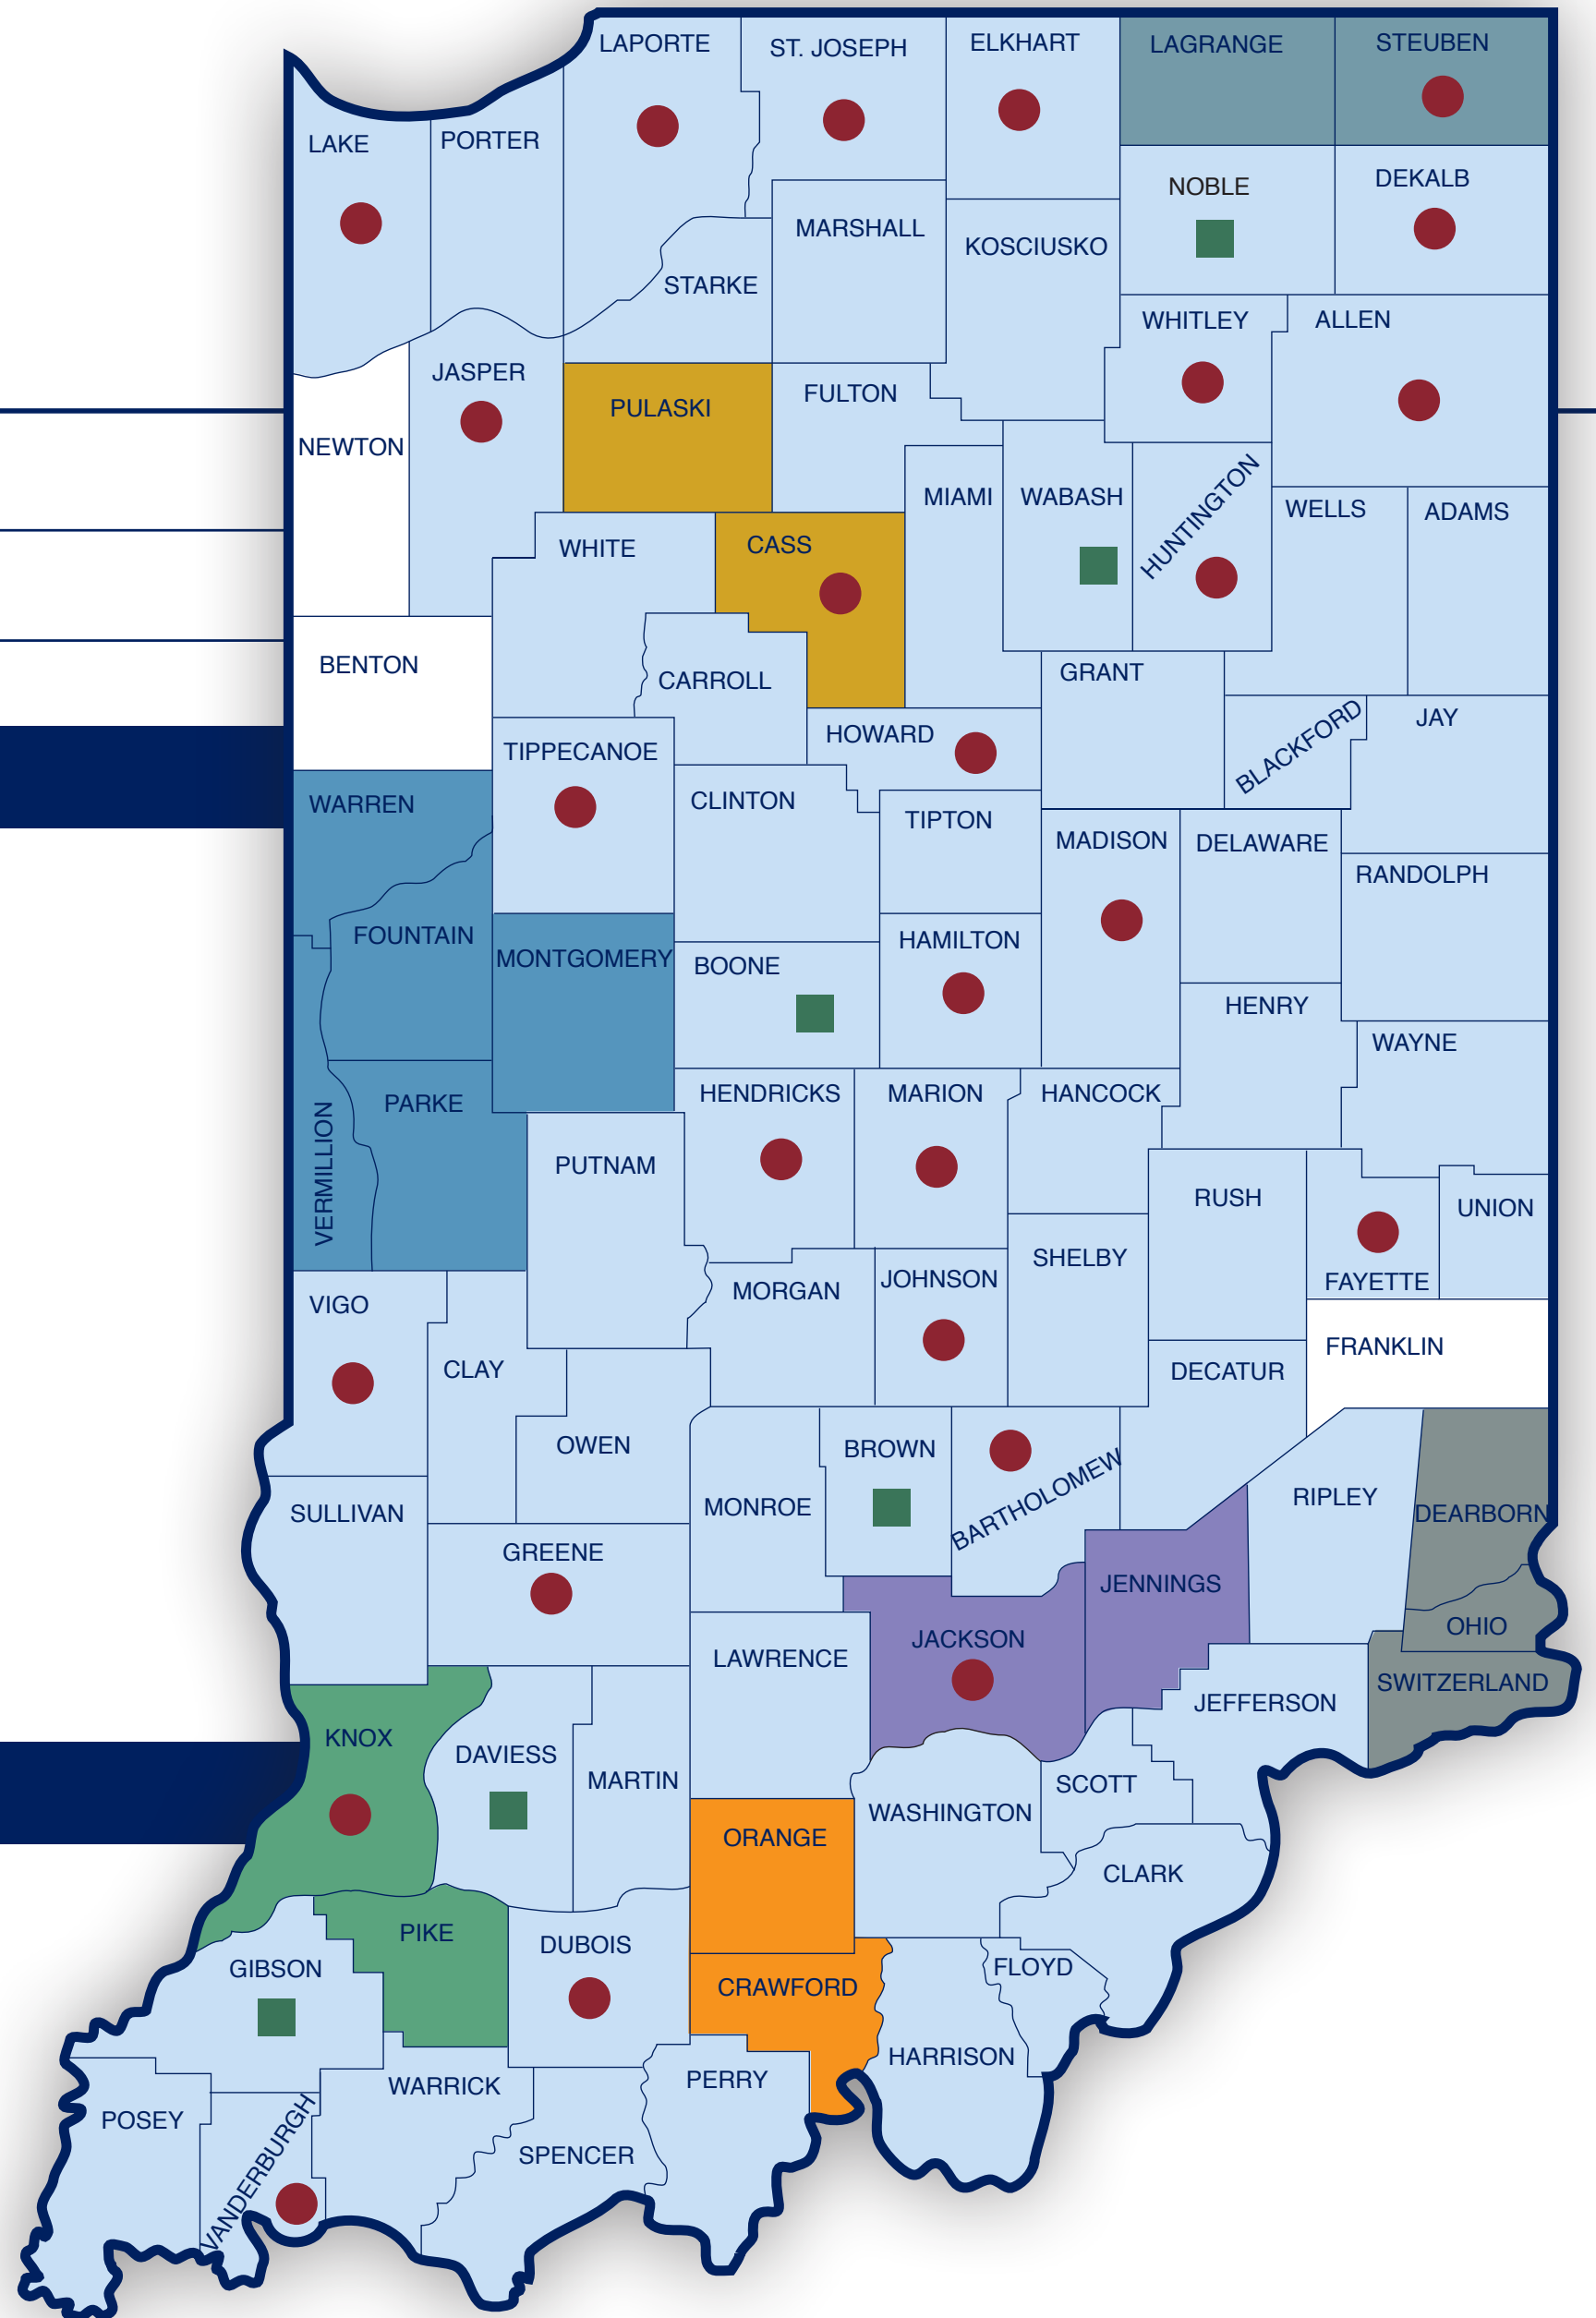 LAPORTE
ST. JOSEPH
ELKHART
LAGRANGE
STEUBEN
LAKE
PORTER
NOBLE
DEKALB
MARSHALL
KOSCIUSKO
STARKE
WHITLEY
ALLEN
JASPER
PULASKI
FULTON
NEWTON
MIAMI
WABASH
HUNTINGTON
WELLS
ADAMS
WHITE
CASS
BENTON
CARROLL
GRANT
HOWARD
BLACKFORD
JAY
TIPPECANOE
WARREN
CLINTON
TIPTON
MADISON
DELAWARE
RANDOLPH
FOUNTAIN
MONTGOMERY
BOONE
HAMILTON
HENRY
WAYNE
VERMILLION
PARKE
HENDRICKS
MARION
HANCOCK
PUTNAM
RUSH
UNION
FAYETTE
SHELBY
MORGAN
JOHNSON
VIGO
FRANKLIN
CLAY
DECATUR
OWEN
BROWN
BARTHOLOMEW
MONROE
RIPLEY
DEARBORN
SULLIVAN
GREENE
JENNINGS
OHIO
JACKSON
LAWRENCE
SWITZERLAND
JEFFERSON
KNOX
DAVIESS
MARTIN
SCOTT
WASHINGTON
ORANGE
CLARK
PIKE
DUBOIS
GIBSON
FLOYD
CRAWFORD
HARRISON
PERRY
WARRICK
POSEY
VANDERBURGH
SPENCER